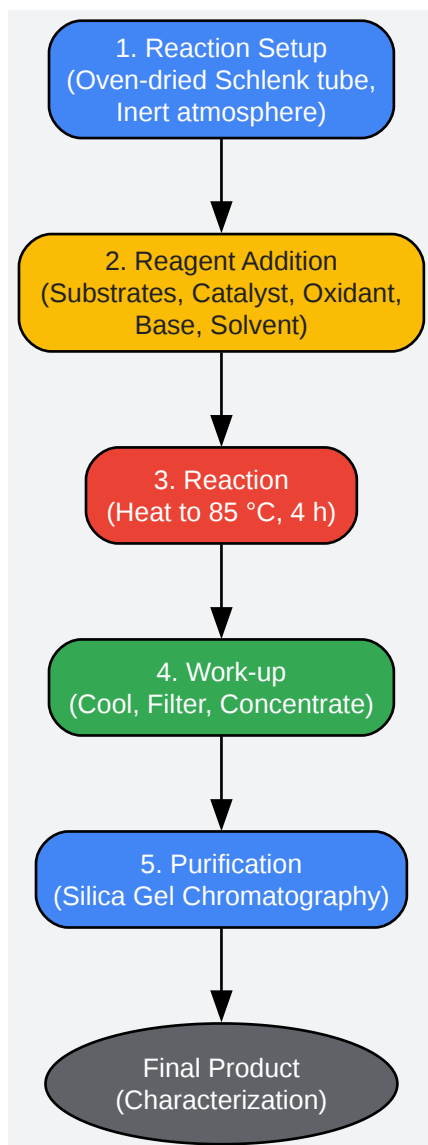 1. Reaction Setup
(Oven-dried Schlenk tube,
Inert atmosphere)
2. Reagent Addition
(Substrates, Catalyst, Oxidant,
Base, Solvent)
3. Reaction
(Heat to 85 °C, 4 h)
4. Work-up
(Cool, Filter, Concentrate)
5. Purification
(Silica Gel Chromatography)
Final Product
(Characterization)